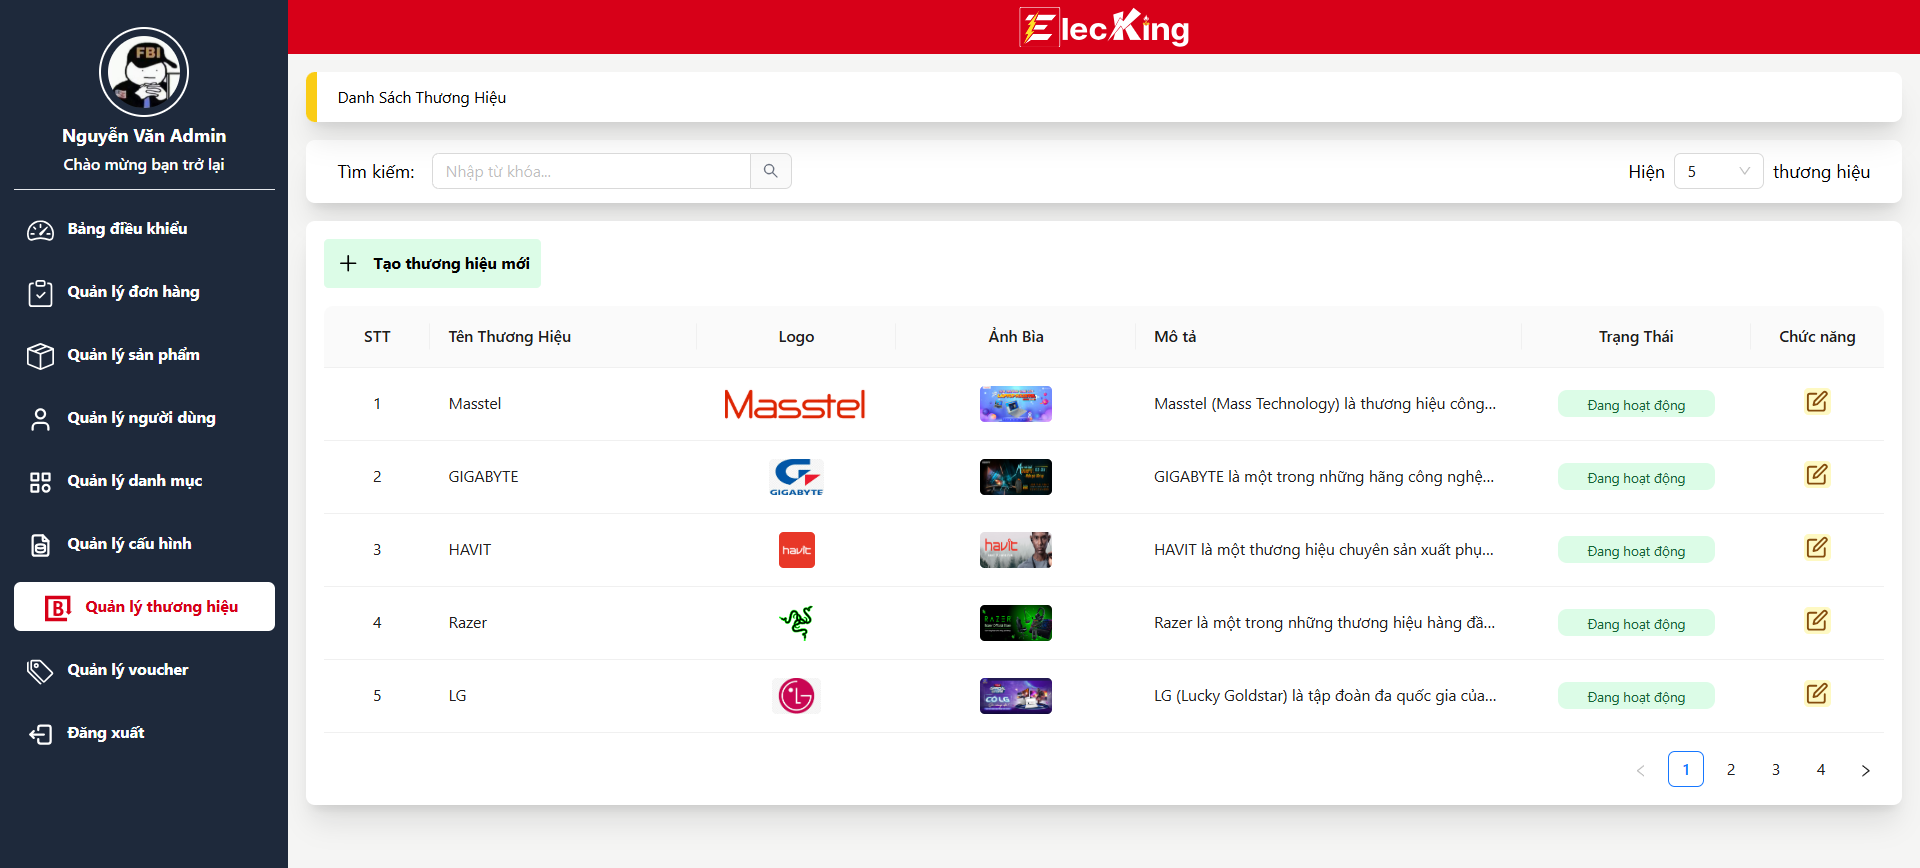 FBI
Nguyễn Văn Admin
Chào mừng bạn trở lại
Bảng điều khiểu
Quản lý đơn hàng
Quản lý sản phẩm
Quản lý người dùng
Quản lý danh mục
Quản lý cấu hình
Quản lý thương hiệu
Quản lý voucher
Đăng xuất
ElecKing
Danh Sách Thương Hiệu
Tìm kiếm: Nhập từ khóa... Hiện 5 thương hiệu
Tạo thương hiệu mới
STT Tên Thương Hiệu Logo Ảnh Bìa Mô tả Trạng Thái Chức năng
1 Masstel Masstel Masstel (Mass Technology) là thương hiệu công... Đang hoạt động
2 GIGABYTE GIGABYTE GIGABYTE là một trong những hãng công nghệ... Đang hoạt động
3 HAVIT havit havit HAVIT là một thương hiệu chuyên sản xuất phụ... Đang hoạt động
4 Razer RAZER Razer là một trong những thương hiệu hàng đầ... Đang hoạt động
5 LG LG LG (Lucky Goldstar) là tập đoàn đa quốc gia của... Đang hoạt động
1 2 3 4